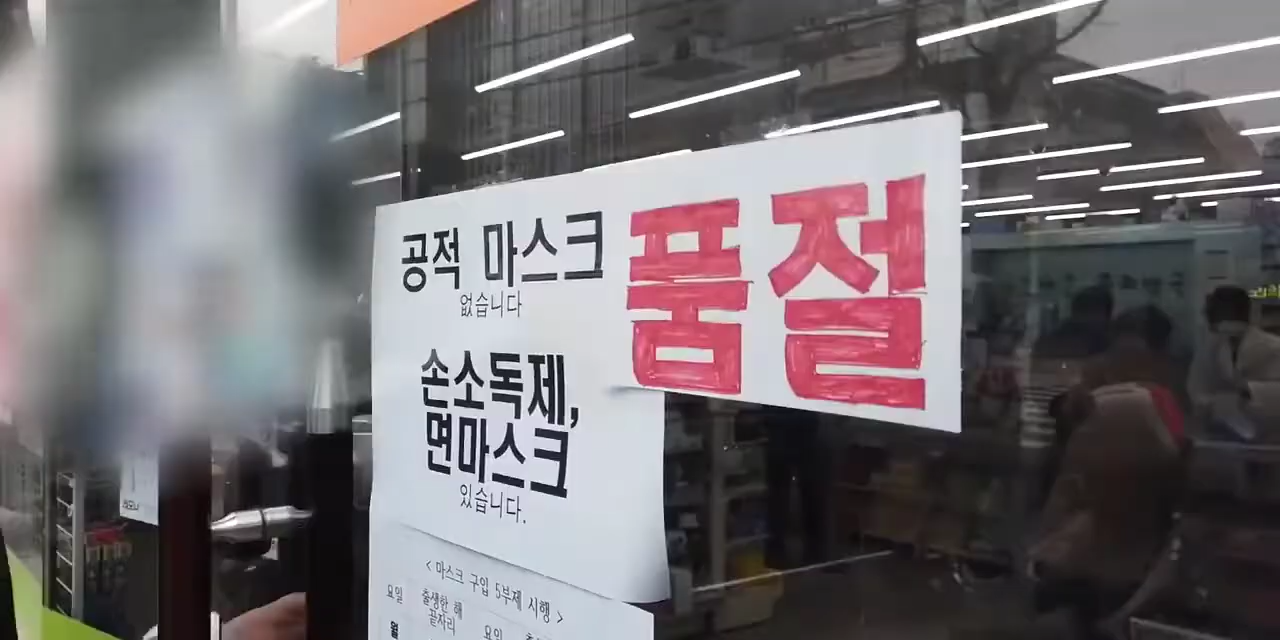 공적 마스크
없습니다
품절
손소독제,
면마스크
있습니다.
<마스크 구입 5부제 시행>
요일 출생한 해 끝자리 요일
월